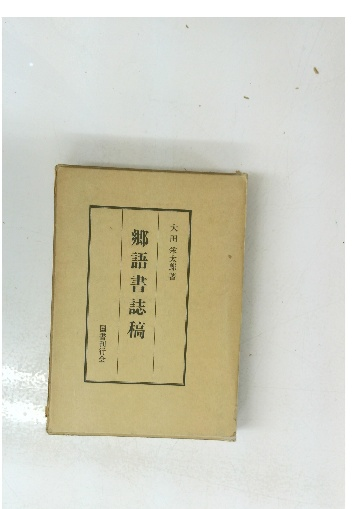 大田栄太郎著
郷語書誌稿
国書刊行会